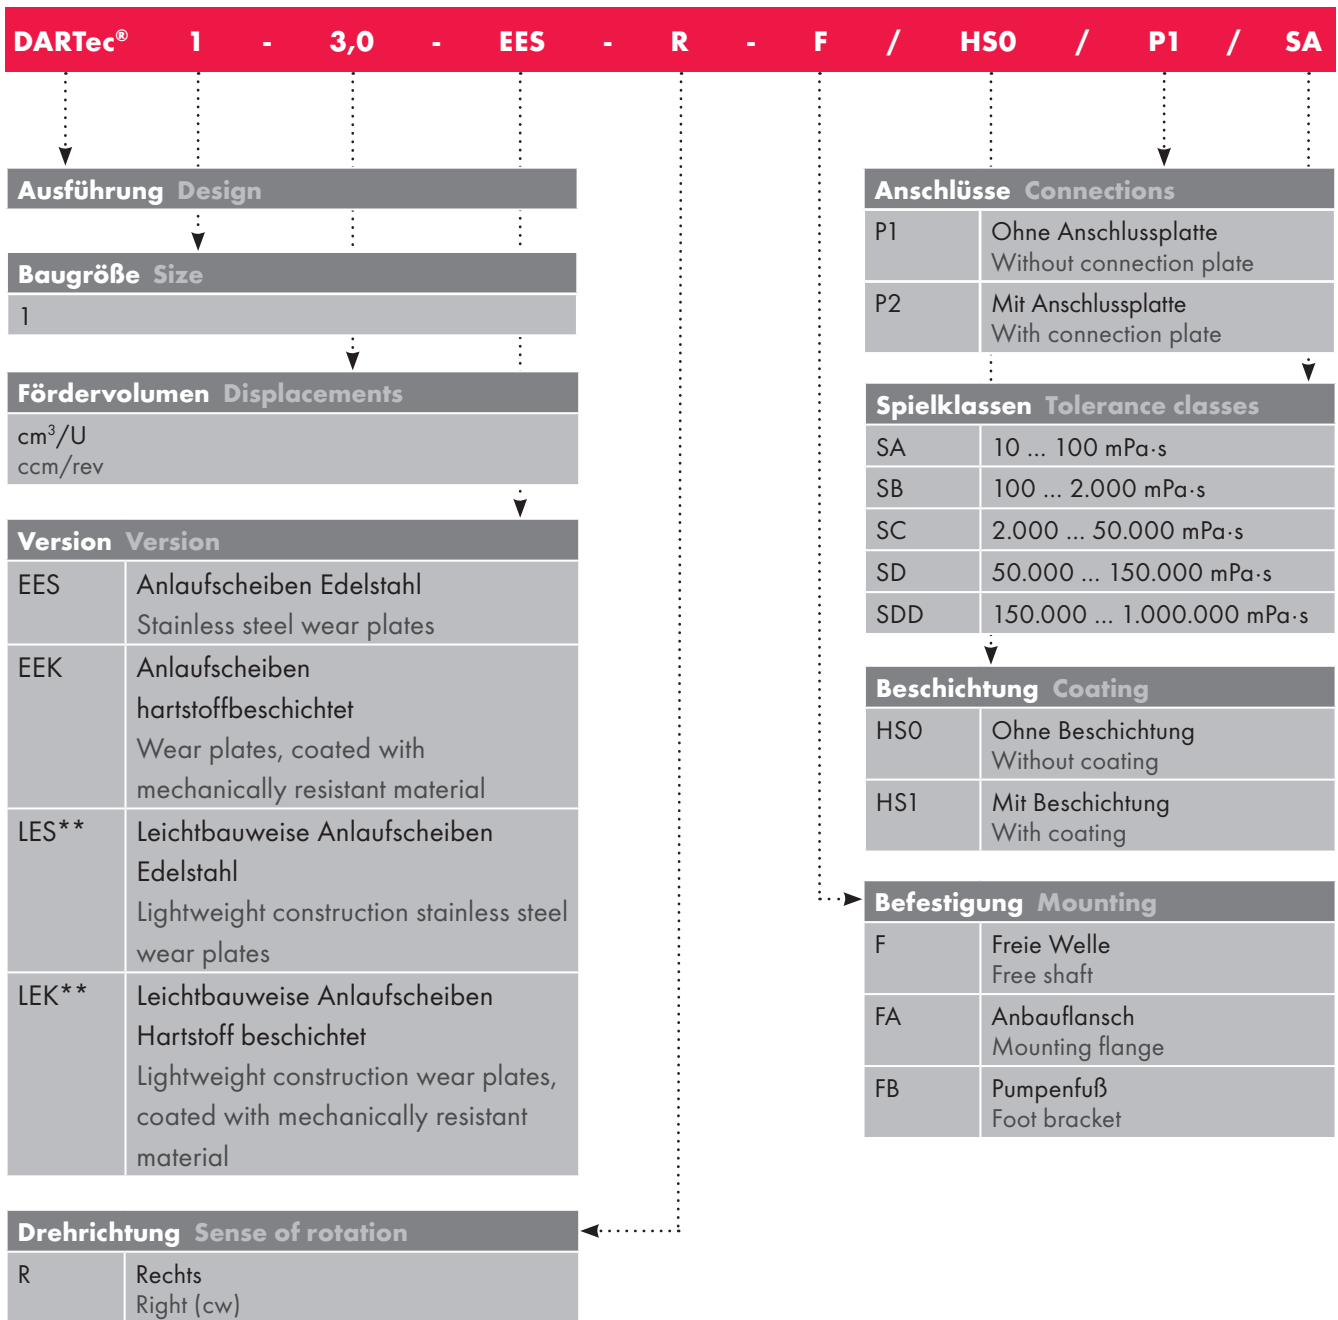 DARTec® 1 - 3,0 - EES - R - F / HS0 / P1 / SA
Ausführung Design
Baugröße Size
1
Fördervolumen Displacements
cm³/U
ccm/rev
Version Version
EES Anlaufscheiben Edelstahl
Stainless steel wear plates
EEK Anlaufscheiben
hartstoffbeschichtet
Wear plates, coated with
mechanically resistant material
LES** Leichtbauweise Anlaufscheiben
Edelstahl
Lightweight construction stainless steel
wear plates
LEK** Leichtbauweise Anlaufscheiben
Hartstoff beschichtet
Lightweight construction wear plates,
coated with mechanically resistant
material
Drehrichtung Sense of rotation
R Rechts
Right (cw)
Anschlüsse Connections
P1 Ohne Anschlussplatte
Without connection plate
P2 Mit Anschlussplatte
With connection plate
Spielklassen Tolerance classes
SA 10 ... 100 mPa·s
SB 100 ... 2.000 mPa·s
SC 2.000 ... 50.000 mPa·s
SD 50.000 ... 150.000 mPa·s
SDD 150.000 ... 1.000.000 mPa·s
Beschichtung Coating
HS0 Ohne Beschichtung
Without coating
HS1 Mit Beschichtung
With coating
Befestigung Mounting
F Freie Welle
Free shaft
FA Anbauflansch
Mounting flange
FB Pumpenfuß
Foot bracket